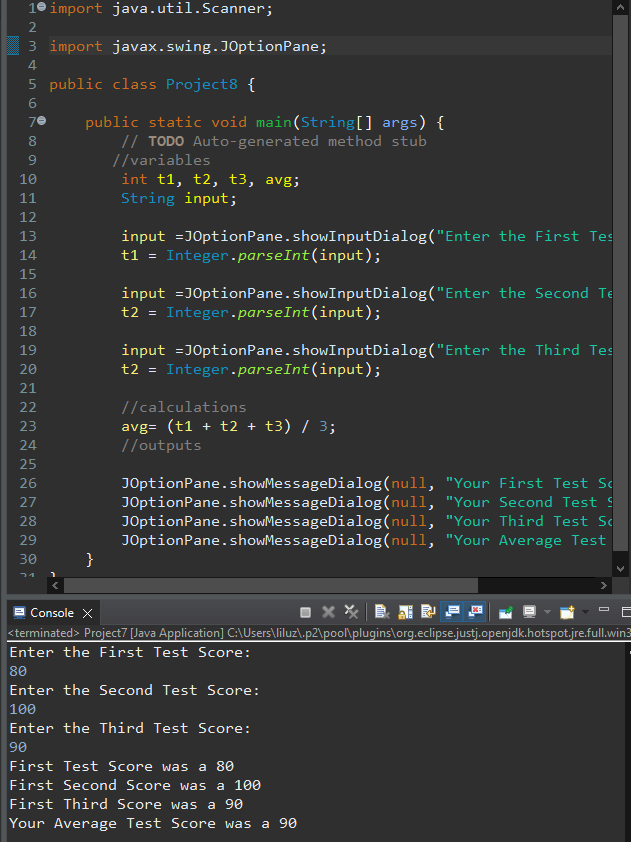 1 import java.util.Scanner;
2
3 import javax.swing.JOptionPane;
4
5 public class Project8 {
6
7 public static void main(String[] args) {
8 // TODO Auto-generated method stub
9 //variables
10 int t1, t2, t3, avg;
11 String input;
12
13 input =JOptionPane.showInputDialog("Enter the First Tes
14 t1 = Integer.parseInt(input);
15
16 input =JOptionPane.showInputDialog("Enter the Second Te
17 t2 = Integer.parseInt(input);
18
19 input =JOptionPane.showInputDialog("Enter the Third Tes
20 t2 = Integer.parseInt(input);
21
22 //calculations
23 avg= (t1 + t2 + t3) / 3;
24 //outputs
25
26 JOptionPane.showMessageDialog(null, "Your First Test Sc
27 JOptionPane.showMessageDialog(null, "Your Second Test S
28 JOptionPane.showMessageDialog(null, "Your Third Test Sc
29 JOptionPane.showMessageDialog(null, "Your Average Test
30 }
31 }
Console
<terminated> Project7 [Java Application] C:\Users\liluz\.p2\pool\plugins\org.eclipse.justj.openjdk.hotspot.jre.full.win3
Enter the First Test Score:
80
Enter the Second Test Score:
100
Enter the Third Test Score:
90
First Test Score was a 80
First Second Score was a 100
First Third Score was a 90
Your Average Test Score was a 90